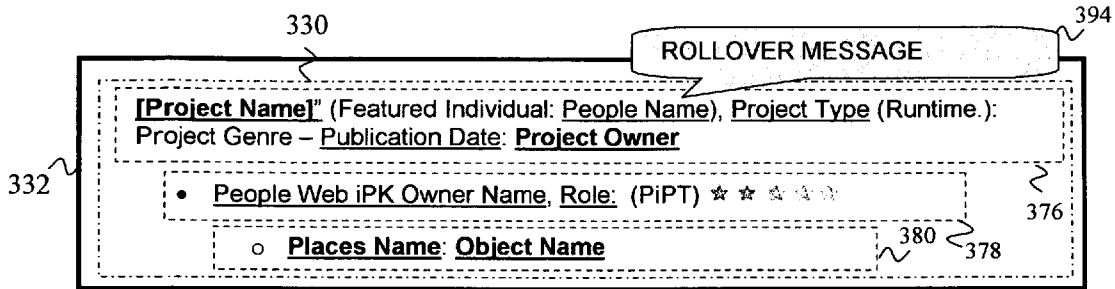 330
394
ROLLOVER MESSAGE
[Project Name]" (Featured Individual: People Name), Project Type (Runtime.):
Project Genre – Publication Date: Project Owner
332
376
• People Web iPK Owner Name, Role: (PiPT)
378
○ Places Name: Object Name
380